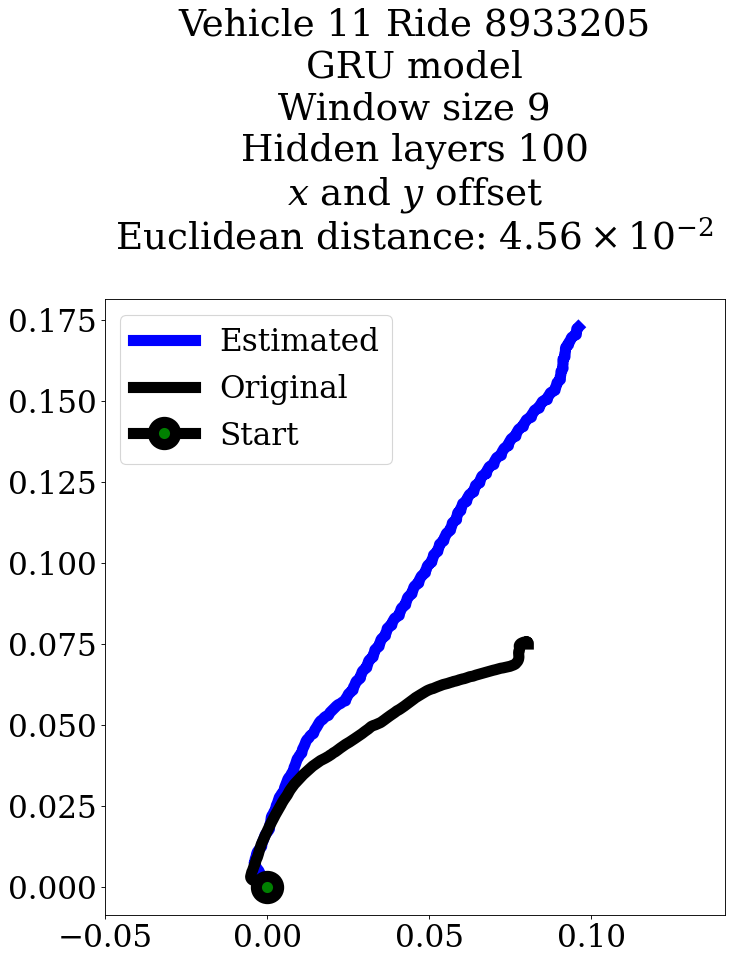 Vehicle 11 Ride 8933205
GRU model
Window size 9
Hidden layers 100
x and y offset
Euclidean distance: 4.56 × 10⁻²
Estimated
Original
Start
0.175
0.150
0.125
0.100
0.075
0.050
0.025
0.000
−0.05 0.00 0.05 0.10